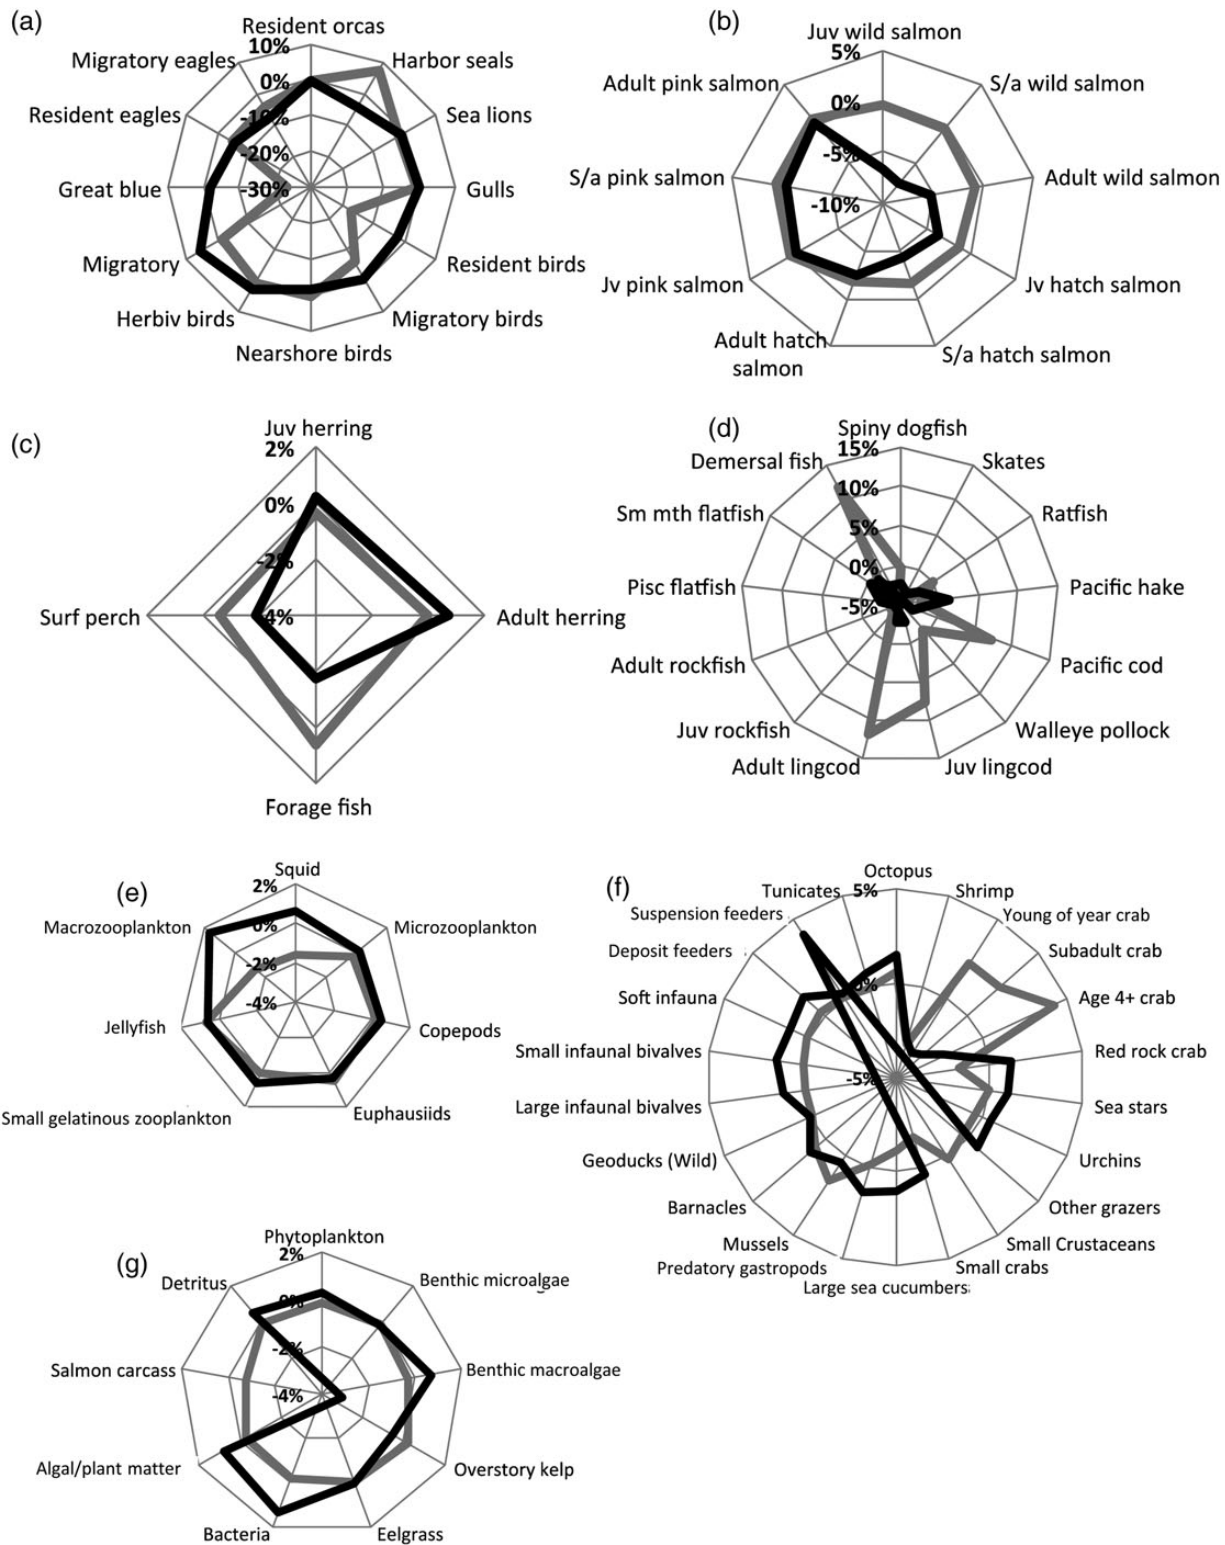 (a)
Resident orcas
10%
Migratory eagles
0%
Harbor seals
Resident eagles
-10%
Sea lions
-20%
Great blue
-30%
Gulls
Migratory
Resident birds
Herbiv birds
Migratory birds
Nearshore birds
(b)
Juv wild salmon
5%
Adult pink salmon
S/a wild salmon
0%
-5%
S/a pink salmon
Adult wild salmon
-10%
Jv pink salmon
Jv hatch salmon
Adult hatch
salmon
S/a hatch salmon
(c)
Juv herring
2%
0%
-2%
Surf perch
-4%
Adult herring
Forage fish
(d)
Spiny dogfish
15%
Demersal fish
Skates
10%
Sm mth flatfish
5%
Ratfish
0%
Pisc flatfish
Pacific hake
-5%
Adult rockfish
Pacific cod
Juv rockfish
Walleye pollock
Adult lingcod
Juv lingcod
(e)
Squid
2%
Macrozooplankton
0%
Microzooplankton
-2%
-4%
Jellyfish
Copepods
Small gelatinous zooplankton
Euphausiids
(f)
Octopus
Tunicates
5%
Shrimp
Suspension feeders
Young of year crab
Deposit feeders
Subadult crab
0%
Soft infauna
Age 4+ crab
Small infaunal bivalves
Red rock crab
-5%
Large infaunal bivalves
Sea stars
Geoducks (Wild)
Urchins
Barnacles
Other grazers
Mussels
Small Crustaceans
Predatory gastropods
Small crabs
Large sea cucumbers
(g)
Phytoplankton
2%
Detritus
Benthic microalgae
0%
-2%
Salmon carcass
Benthic macroalgae
-4%
Algal/plant matter
Overstory kelp
Bacteria
Eelgrass